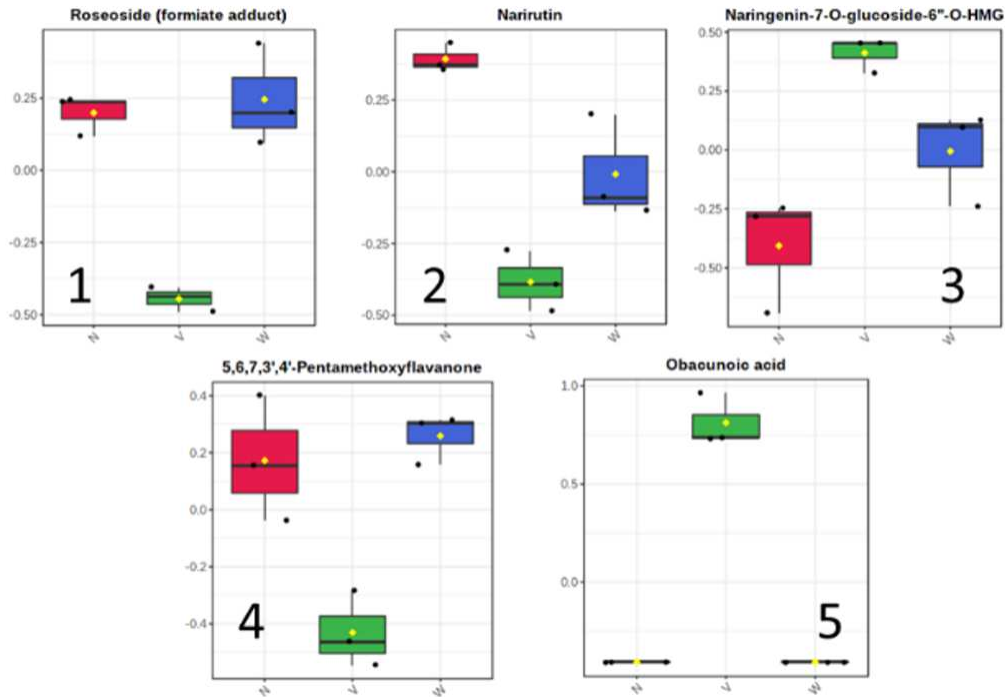 Roseoside (formiate adduct)
0.25
0.00
-0.25
-0.50
1
N V W
Narirutin
0.25
0.00
-0.25
-0.50
2
N V W
Naringenin-7-O-glucoside-6"-O-HMG
0.50
0.25
0.00
-0.25
-0.50
3
N V W
5,6,7,3',4'-Pentamethoxyflavanone
0.4
0.2
0.0
-0.2
-0.4
4
N V W
Obacunoic acid
1.0
0.5
0.0
5
N V W